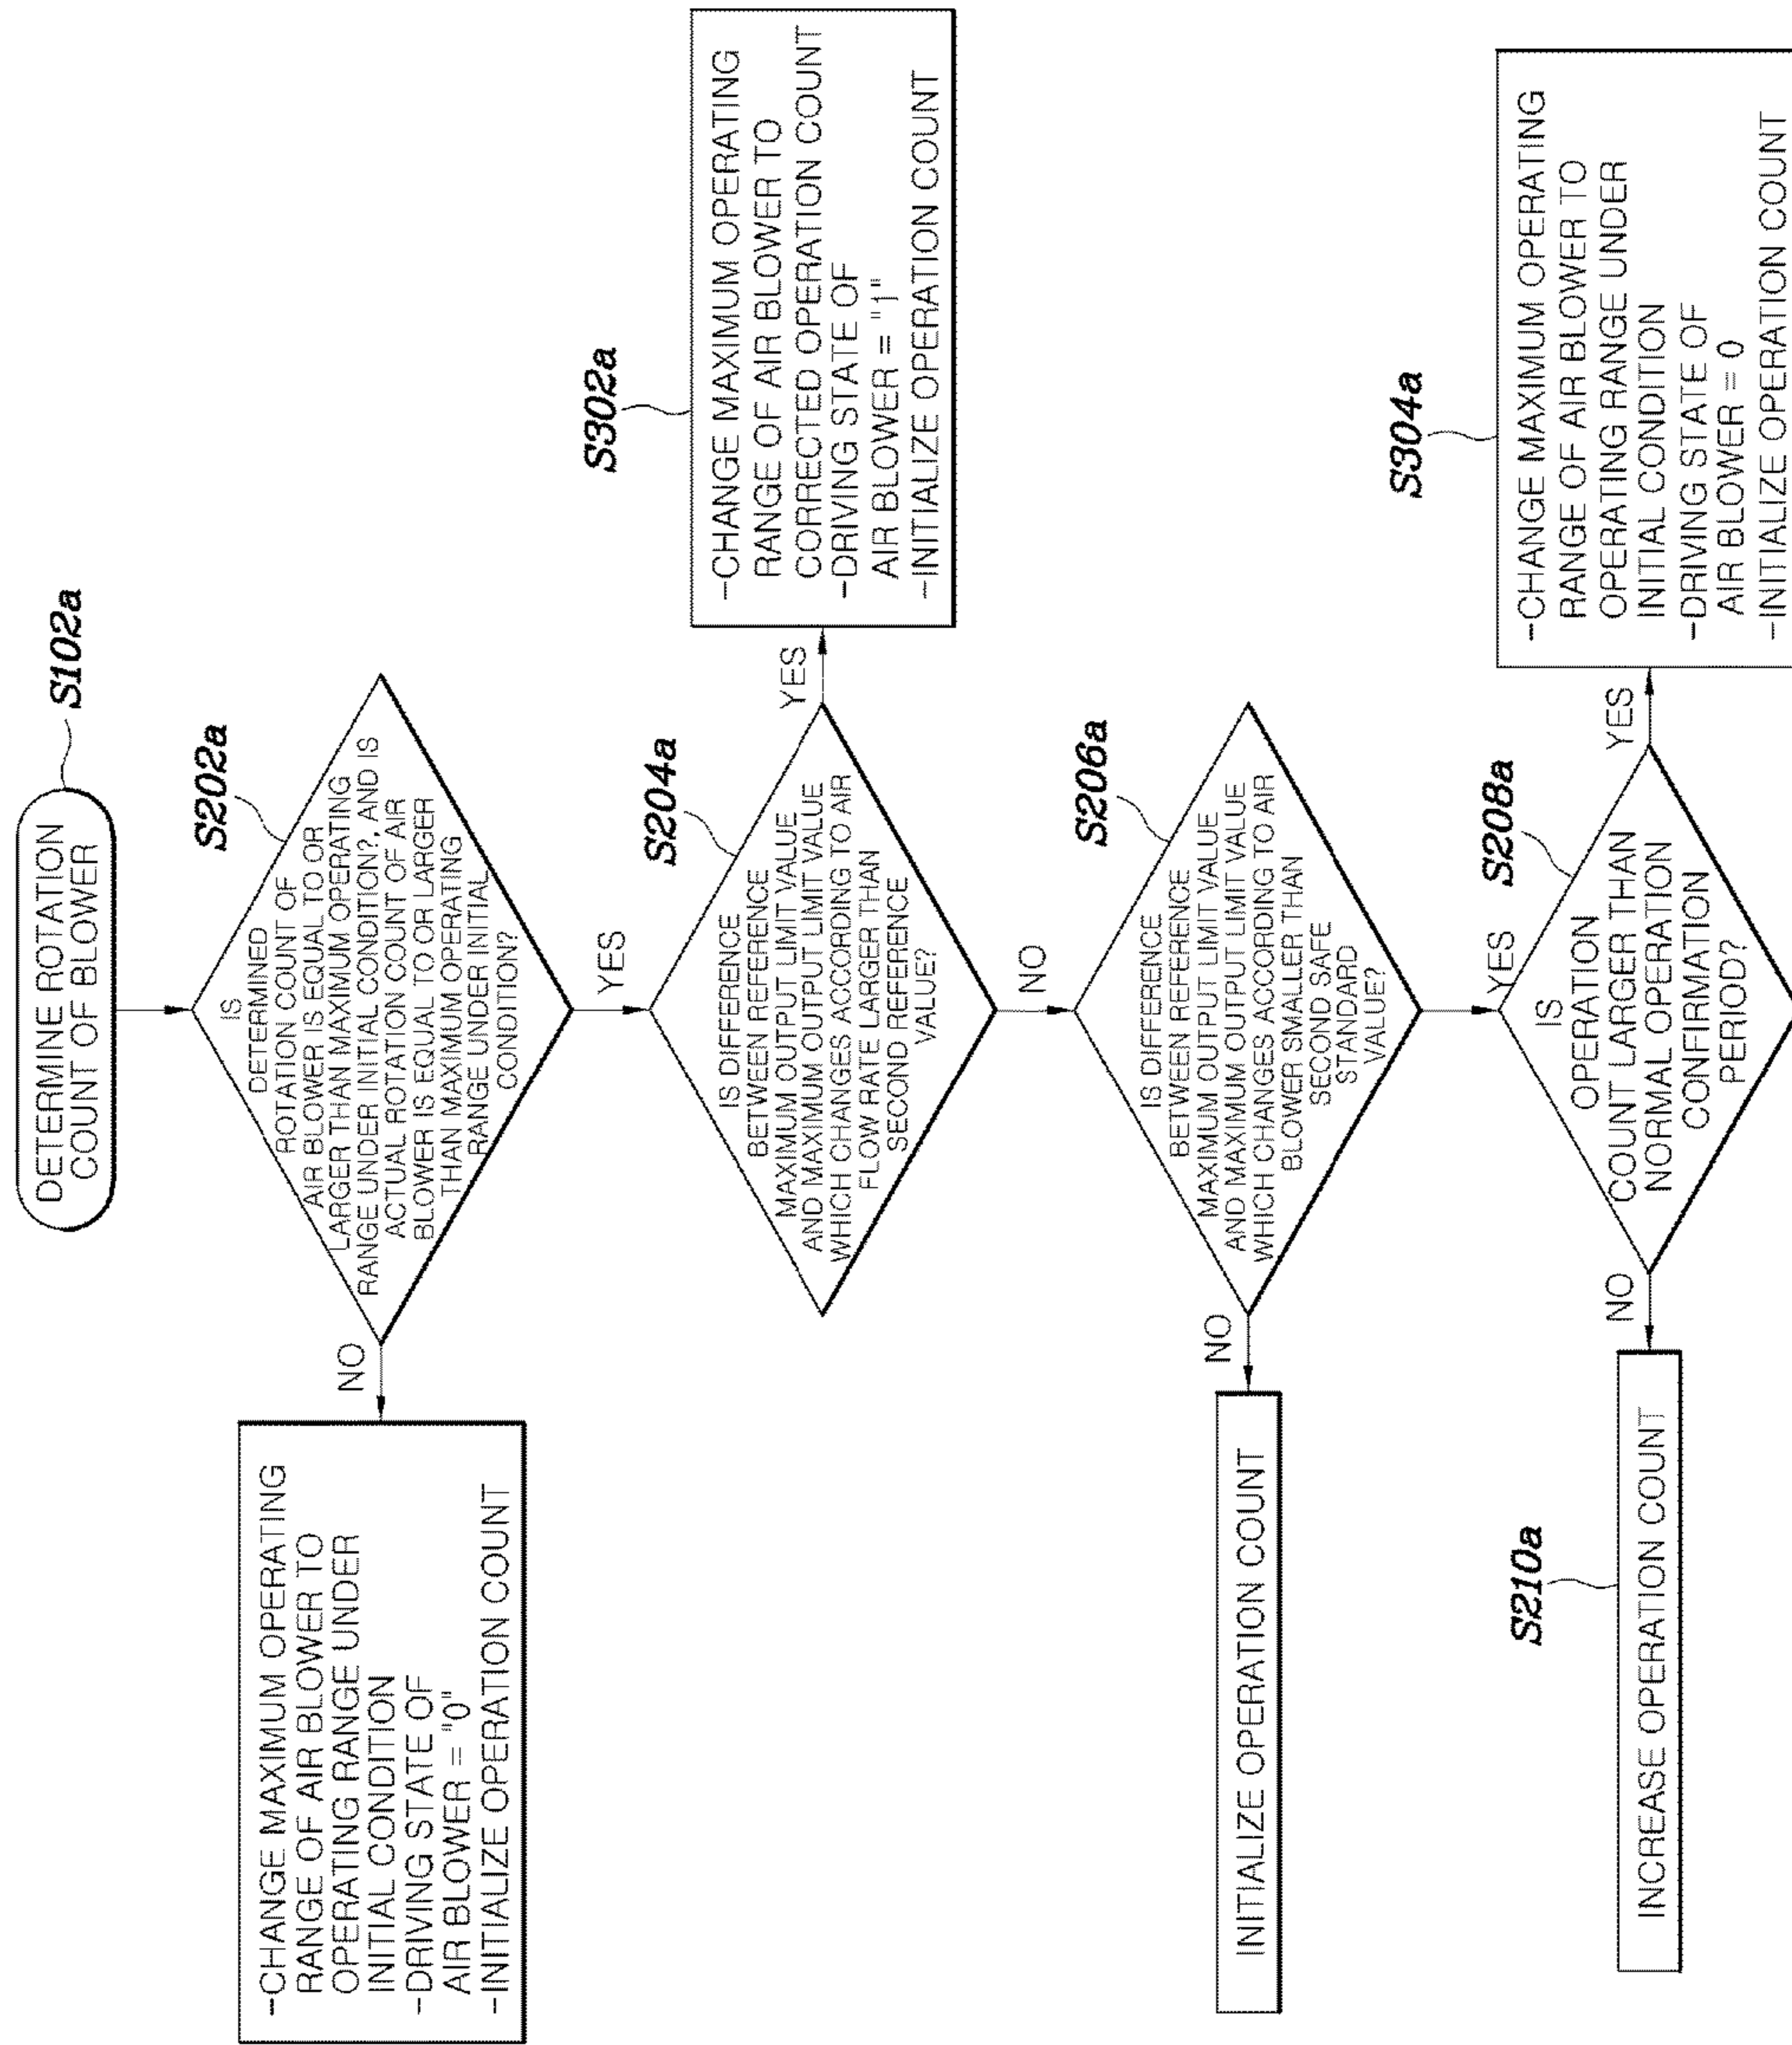 DETERMINE ROTATION
COUNT OF BLOWER
S102a
S202a
IS
DETERMINED
ROTATION COUNT OF
AIR BLOWER IS EQUAL TO OR
LARGER THAN MAXIMUM OPERATING
RANGE UNDER INITIAL CONDITION?, AND IS
ACTUAL ROTATION COUNT OF AIR
BLOWER IS EQUAL TO OR LARGER
THAN MAXIMUM OPERATING
RANGE UNDER INITIAL
CONDITION?
NO
-CHANGE MAXIMUM OPERATING
RANGE OF AIR BLOWER TO
OPERATING RANGE UNDER
INITIAL CONDITION
-DRIVING STATE OF
AIR BLOWER = "0"
-INITIALIZE OPERATION COUNT
YES
S204a
IS DIFFERENCE
BETWEEN REFERENCE
MAXIMUM OUTPUT LIMIT VALUE
AND MAXIMUM OUTPUT LIMIT VALUE
WHICH CHANGES ACCORDING TO AIR
FLOW RATE LARGER THAN
SECOND REFERENCE
VALUE?
YES
S302a
-CHANGE MAXIMUM OPERATING
RANGE OF AIR BLOWER TO
CORRECTED OPERATION COUNT
-DRIVING STATE OF
AIR BLOWER = "1"
-INITIALIZE OPERATION COUNT
NO
S206a
IS DIFFERENCE
BETWEEN REFERENCE
MAXIMUM OUTPUT LIMIT VALUE
AND MAXIMUM OUTPUT LIMIT VALUE
WHICH CHANGES ACCORDING TO AIR
BLOWER SMALLER THAN
SECOND SAFE
STANDARD
VALUE?
NO
INITIALIZE OPERATION COUNT
YES
S208a
IS
OPERATION
COUNT LARGER THAN
NORMAL OPERATION
CONFIRMATION
PERIOD?
NO
S210a
INCREASE OPERATION COUNT
YES
S304a
-CHANGE MAXIMUM OPERATING
RANGE OF AIR BLOWER TO
OPERATING RANGE UNDER
INITIAL CONDITION
-DRIVING STATE OF
AIR BLOWER = 0
-INITIALIZE OPERATION COUNT